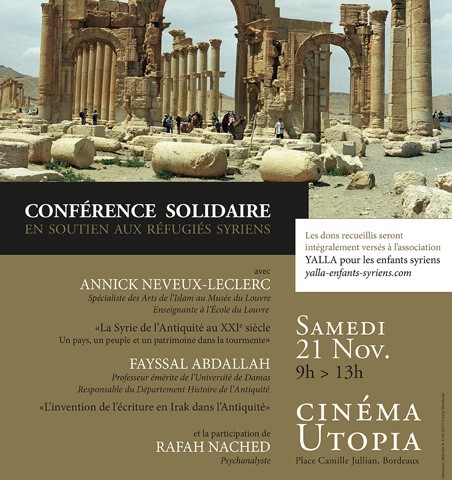 CONFÉRENCE SOLIDAIRE
EN SOUTIEN AUX RÉFUGIÉS SYRIENS
Les dons recueillis seront
intégralement versés à l'association
YALLA pour les enfants syriens
yalla-enfants-syriens.com
avec
ANNICK NEVEUX-LECLERC
Spécialiste des Arts de l'Islam au Musée du Louvre
Enseignante à l'École du Louvre
«La Syrie de l'Antiquité au XXIe siècle
Un pays, un peuple et un patrimoine dans la tourmente»
FAYSSAL ABDALLAH
Professeur émérite de l'Université de Damas
Responsable du Département Histoire de l'Antiquité
«L'invention de l'écriture en Irak dans l'Antiquité»
et la participation de
RAFAH NACHED
Psychanalyste
SAMEDI
21 NOV.
9h > 13h
CINÉMA
UTOPIA
Place Camille Jullian, Bordeaux